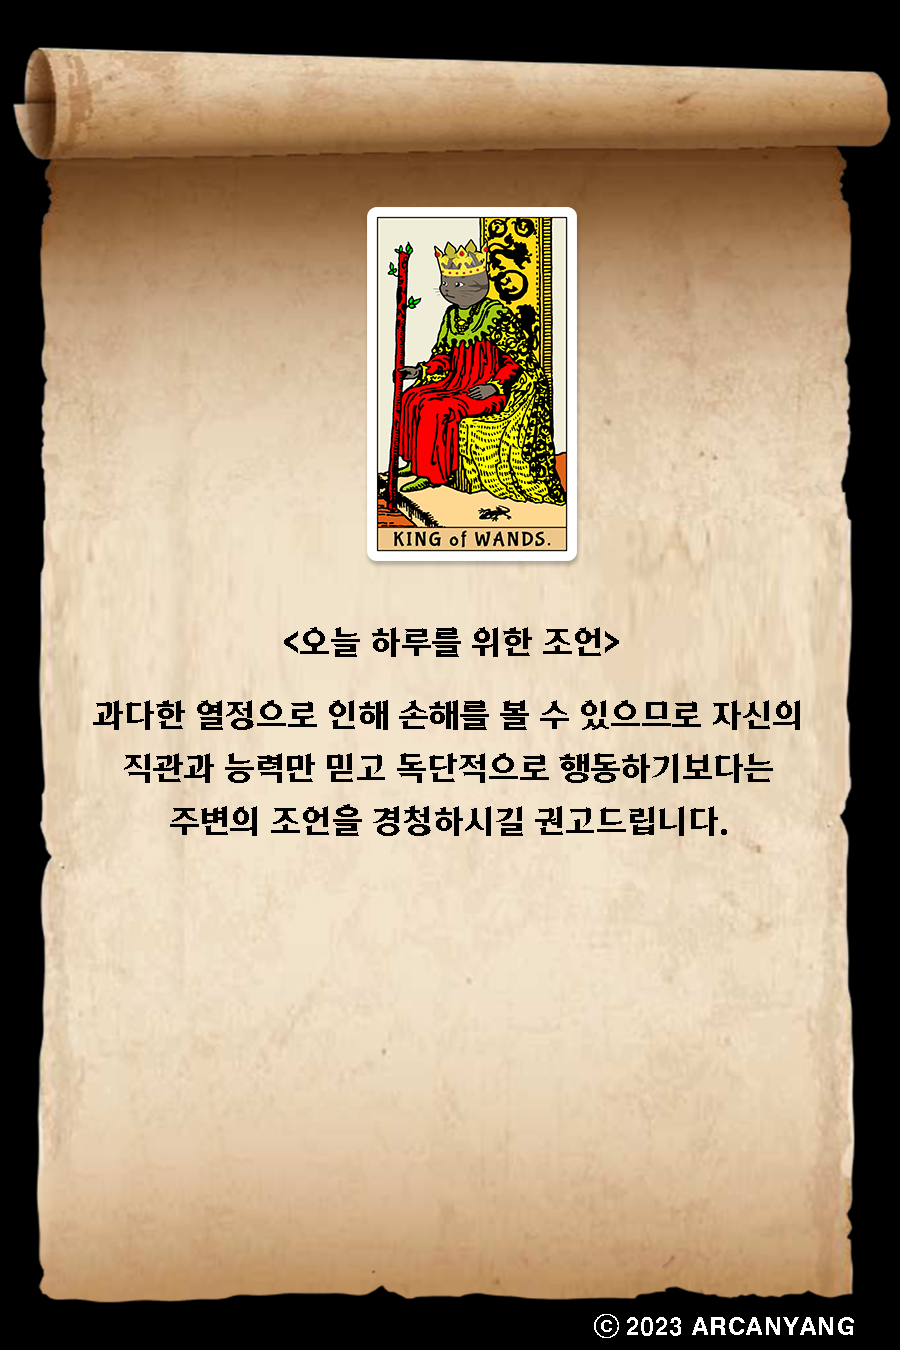 KING of WANDS.
<오늘 하루를 위한 조언>
과다한 열정으로 인해 손해를 볼 수 있으므로 자신의
직관과 능력만 믿고 독단적으로 행동하기보다는
주변의 조언을 경청하시길 권고드립니다.
ⓒ 2023 ARCANYANG